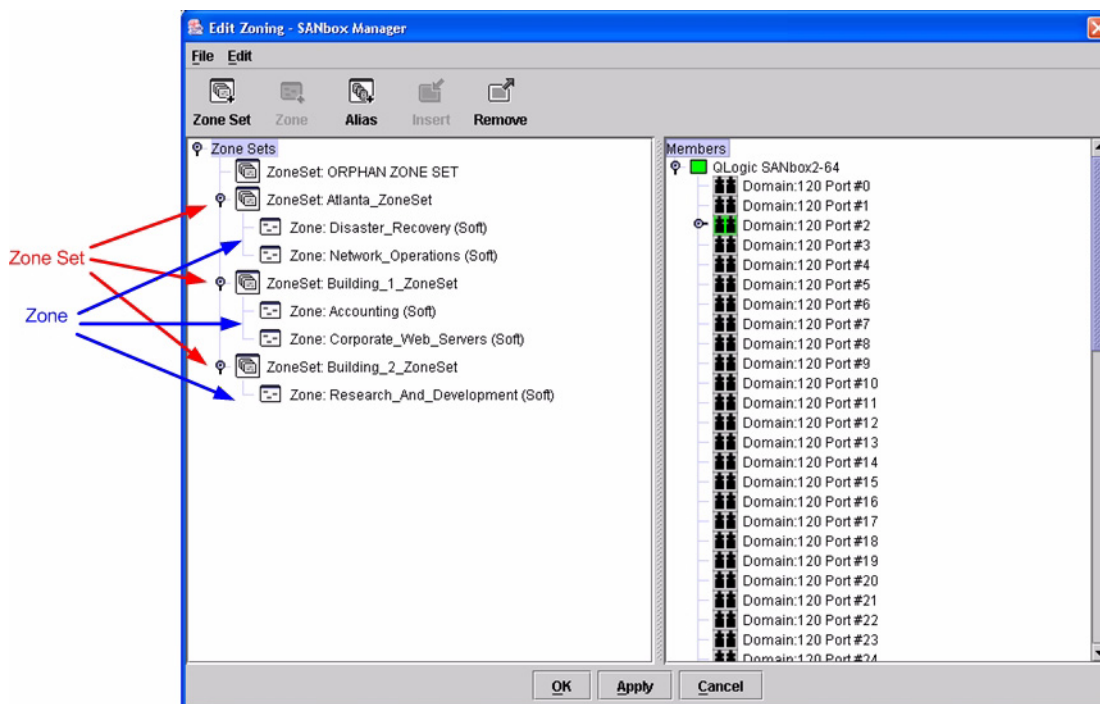 Edit Zoning - SANbox Manager
File Edit
Zone Set Zone Alias Insert Remove
Zone Sets
ZoneSet: ORPHAN ZONE SET
ZoneSet: Atlanta_ZoneSet
Zone: Disaster_Recovery (Soft)
Zone: Network_Operations (Soft)
ZoneSet: Building_1_ZoneSet
Zone: Accounting (Soft)
Zone: Corporate_Web_Servers (Soft)
ZoneSet: Building_2_ZoneSet
Zone: Research_And_Development (Soft)
Zone Set
Zone
Members
QLogic SANbox2-64
Domain:120 Port#0
Domain:120 Port#1
Domain:120 Port#2
Domain:120 Port#3
Domain:120 Port#4
Domain:120 Port#5
Domain:120 Port#6
Domain:120 Port#7
Domain:120 Port#8
Domain:120 Port#9
Domain:120 Port#10
Domain:120 Port#11
Domain:120 Port#12
Domain:120 Port#13
Domain:120 Port#14
Domain:120 Port#15
Domain:120 Port#16
Domain:120 Port#17
Domain:120 Port#18
Domain:120 Port#19
Domain:120 Port#20
Domain:120 Port#21
Domain:120 Port#22
Domain:120 Port#23
Domain:120 Port#24
OK Apply Cancel